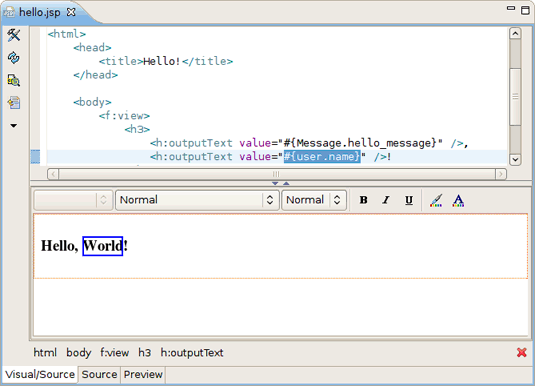 hello.jsp
<html>
<head>
<title>Hello!</title>
</head>
<body>
<f:view>
<h3>
<h:outputText value="#{Message.hello_message}" />,
<h:outputText value="#{user.name}" />!
Normal Normal B I U A
Hello, World!
html body f:view h3 h:outputText
Visual/Source Source Preview